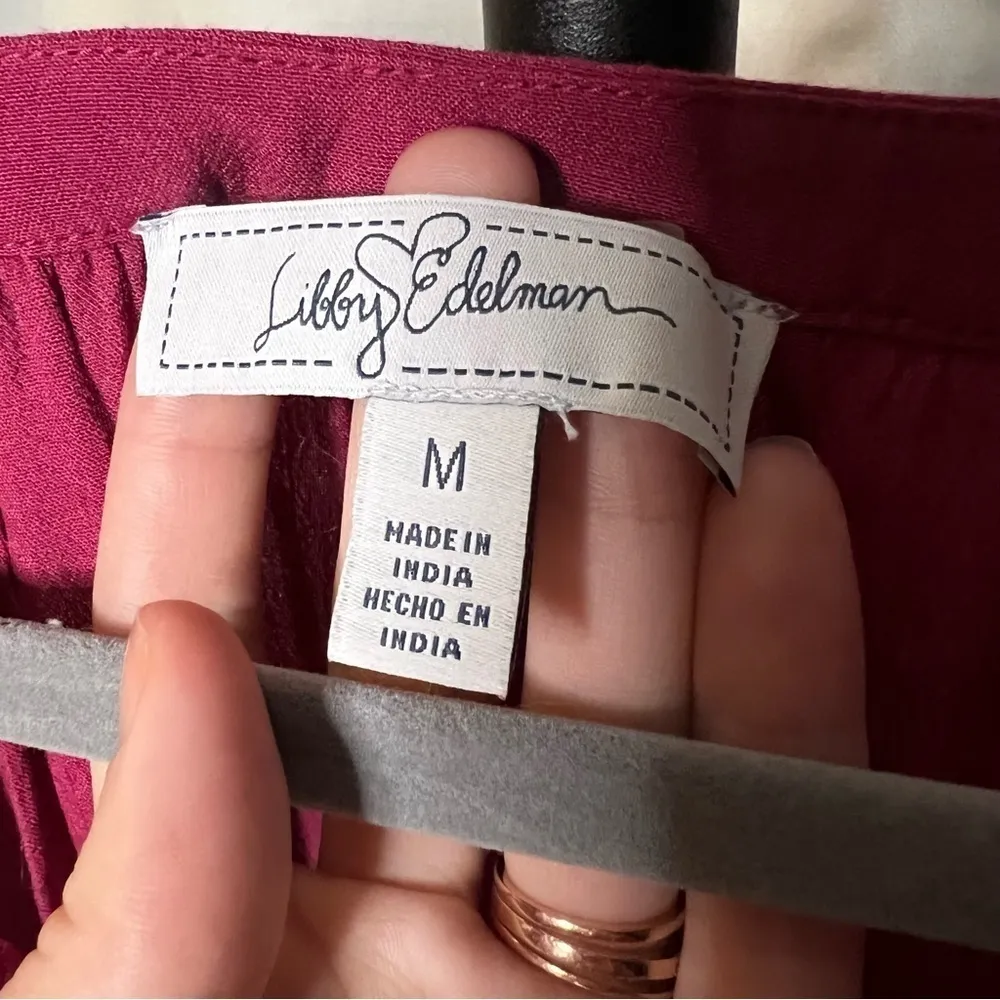 Libby Edelman
M
MADE IN
INDIA
HECHO EN
INDIA